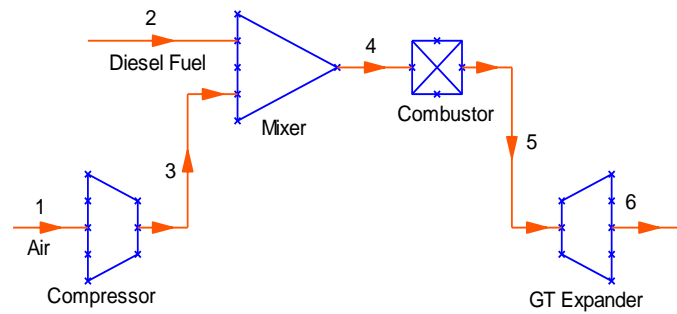 2
Diesel Fuel
4
Mixer
Combustor
3
5
1
Air
Compressor
6
GT Expander